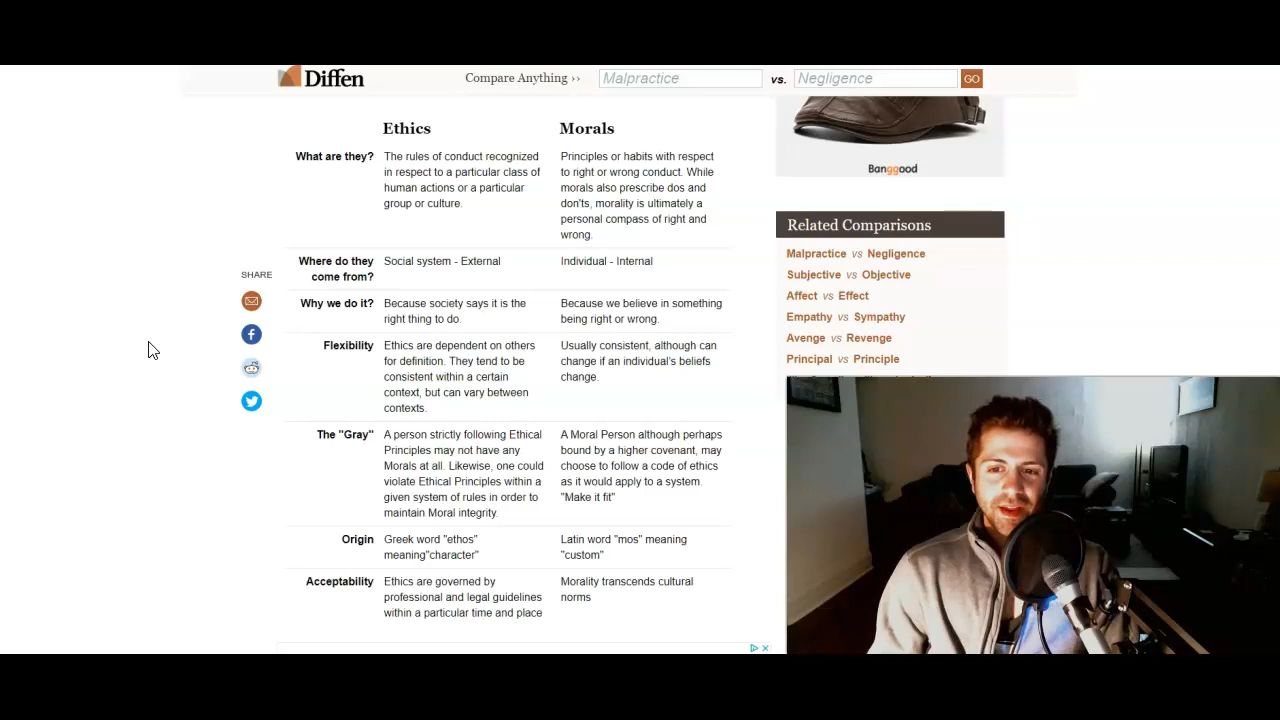 Diffen
Compare Anything ›› Malpractice vs. Negligence GO
Ethics Morals
What are they?
The rules of conduct recognized
in respect to a particular class of
human actions or a particular
group or culture.
Principles or habits with respect
to right or wrong conduct. While
morals also prescribe dos and
don'ts, morality is ultimately a
personal compass of right and
wrong.
Where do they
come from?
Social system - External
Individual - Internal
Why we do it?
Because society says it is the
right thing to do.
Because we believe in something
being right or wrong.
Flexibility
Ethics are dependent on others
for definition. They tend to be
consistent within a certain
context, but can vary between
contexts.
Usually consistent, although can
change if an individual's beliefs
change.
The "Gray"
A person strictly following Ethical
Principles may not have any
Morals at all. Likewise, one could
violate Ethical Principles within a
given system of rules in order to
maintain Moral integrity.
A Moral Person although perhaps
bound by a higher covenant, may
choose to follow a code of ethics
as it would apply to a system.
"Make it fit"
Origin
Greek word "ethos"
meaning"character"
Latin word "mos" meaning
"custom"
Acceptability
Ethics are governed by
professional and legal guidelines
within a particular time and place
Morality transcends cultural
norms
SHARE
Banggood
Related Comparisons
Malpractice vs Negligence
Subjective vs Objective
Affect vs Effect
Empathy vs Sympathy
Avenge vs Revenge
Principal vs Principle